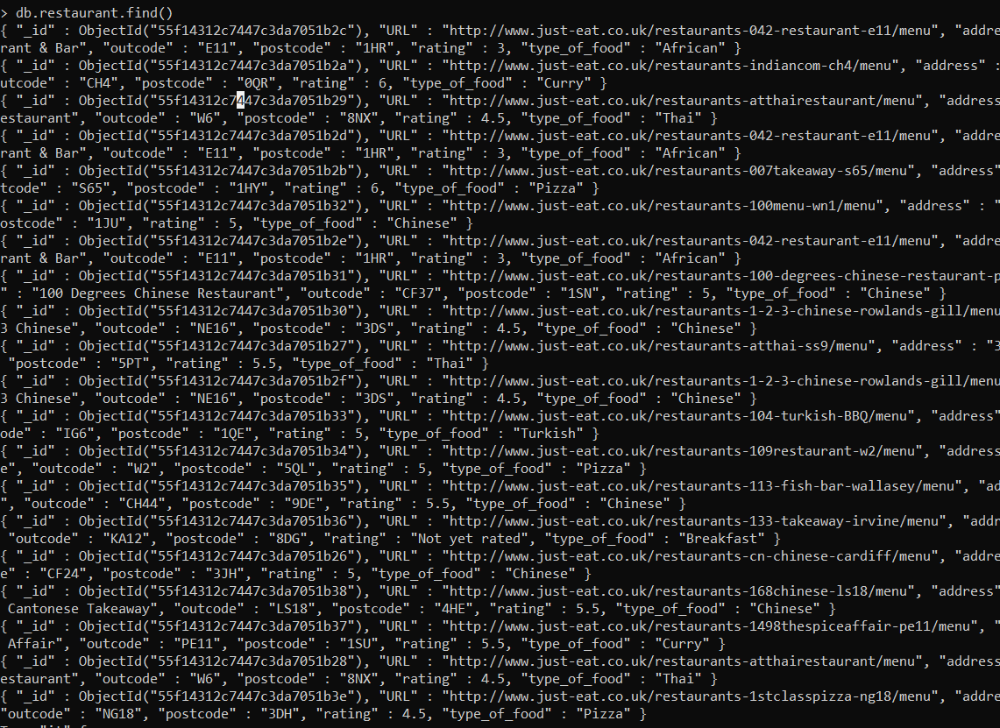 > db.restaurant.find()
{ "_id" : ObjectId("55f14312c7447c3da7051b2c"), "URL" : "http://www.just-eat.co.uk/restaurants-042-restaurant-e11/menu", "addre
rant & Bar", "outcode" : "E11", "postcode" : "1HR", "rating" : 3, "type_of_food" : "African" }
{ "_id" : ObjectId("55f14312c7447c3da7051b2a"), "URL" : "http://www.just-eat.co.uk/restaurants-indiancom-ch4/menu", "address" :
utcode" : "CH4", "postcode" : "0QR", "rating" : 6, "type_of_food" : "Curry" }
{ "_id" : ObjectId("55f14312c7447c3da7051b29"), "URL" : "http://www.just-eat.co.uk/restaurants-atthairestaurant/menu", "address
estaurant", "outcode" : "W6", "postcode" : "8NX", "rating" : 4.5, "type_of_food" : "Thai" }
{ "_id" : ObjectId("55f14312c7447c3da7051b2d"), "URL" : "http://www.just-eat.co.uk/restaurants-042-restaurant-e11/menu", "addre
rant & Bar", "outcode" : "E11", "postcode" : "1HR", "rating" : 3, "type_of_food" : "African" }
{ "_id" : ObjectId("55f14312c7447c3da7051b2b"), "URL" : "http://www.just-eat.co.uk/restaurants-007takeaway-s65/menu", "address"
tcode" : "S65", "postcode" : "1HY", "rating" : 6, "type_of_food" : "Pizza" }
{ "_id" : ObjectId("55f14312c7447c3da7051b32"), "URL" : "http://www.just-eat.co.uk/restaurants-100menu-wn1/menu", "address" : "
ostcode" : "1JU", "rating" : 5, "type_of_food" : "Chinese" }
{ "_id" : ObjectId("55f14312c7447c3da7051b2e"), "URL" : "http://www.just-eat.co.uk/restaurants-042-restaurant-e11/menu", "addre
rant & Bar", "outcode" : "E11", "postcode" : "1HR", "rating" : 3, "type_of_food" : "African" }
{ "_id" : ObjectId("55f14312c7447c3da7051b31"), "URL" : "http://www.just-eat.co.uk/restaurants-100-degrees-chinese-restaurant-p
" : "100 Degrees Chinese Restaurant", "outcode" : "CF37", "postcode" : "1SN", "rating" : 5, "type_of_food" : "Chinese" }
{ "_id" : ObjectId("55f14312c7447c3da7051b30"), "URL" : "http://www.just-eat.co.uk/restaurants-1-2-3-chinese-rowlands-gill/menu
3 Chinese", "outcode" : "NE16", "postcode" : "3DS", "rating" : 4.5, "type_of_food" : "Chinese" }
{ "_id" : ObjectId("55f14312c7447c3da7051b27"), "URL" : "http://www.just-eat.co.uk/restaurants-atthai-ss9/menu", "address" : "3
"postcode" : "5PT", "rating" : 5.5, "type_of_food" : "Thai" }
{ "_id" : ObjectId("55f14312c7447c3da7051b2f"), "URL" : "http://www.just-eat.co.uk/restaurants-1-2-3-chinese-rowlands-gill/menu
3 Chinese", "outcode" : "NE16", "postcode" : "3DS", "rating" : 4.5, "type_of_food" : "Chinese" }
{ "_id" : ObjectId("55f14312c7447c3da7051b33"), "URL" : "http://www.just-eat.co.uk/restaurants-104-turkish-BBQ/menu", "address"
ode" : "IG6", "postcode" : "1QE", "rating" : 5, "type_of_food" : "Turkish" }
{ "_id" : ObjectId("55f14312c7447c3da7051b34"), "URL" : "http://www.just-eat.co.uk/restaurants-109restaurant-w2/menu", "address
e", "outcode" : "W2", "postcode" : "5QL", "rating" : 5, "type_of_food" : "Pizza" }
{ "_id" : ObjectId("55f14312c7447c3da7051b35"), "URL" : "http://www.just-eat.co.uk/restaurants-113-fish-bar-wallasey/menu", "ad
", "outcode" : "CH44", "postcode" : "9DE", "rating" : 5.5, "type_of_food" : "Chinese" }
{ "_id" : ObjectId("55f14312c7447c3da7051b36"), "URL" : "http://www.just-eat.co.uk/restaurants-133-takeaway-irvine/menu", "addr
"outcode" : "KA12", "postcode" : "8DG", "rating" : "Not yet rated", "type_of_food" : "Breakfast" }
{ "_id" : ObjectId("55f14312c7447c3da7051b26"), "URL" : "http://www.just-eat.co.uk/restaurants-cn-chinese-cardiff/menu", "addre
e" : "CF24", "postcode" : "3JH", "rating" : 5, "type_of_food" : "Chinese" }
{ "_id" : ObjectId("55f14312c7447c3da7051b38"), "URL" : "http://www.just-eat.co.uk/restaurants-168chinese-ls18/menu", "address"
Cantonese Takeaway", "outcode" : "LS18", "postcode" : "4HE", "rating" : 5.5, "type_of_food" : "Chinese" }
{ "_id" : ObjectId("55f14312c7447c3da7051b37"), "URL" : "http://www.just-eat.co.uk/restaurants-1498thespiceaffair-pe11/menu", "
Affair", "outcode" : "PE11", "postcode" : "1SU", "rating" : 5.5, "type_of_food" : "Curry" }
{ "_id" : ObjectId("55f14312c7447c3da7051b28"), "URL" : "http://www.just-eat.co.uk/restaurants-atthairestaurant/menu", "address
estaurant", "outcode" : "W6", "postcode" : "8NX", "rating" : 4.5, "type_of_food" : "Thai" }
{ "_id" : ObjectId("55f14312c7447c3da7051b3e"), "URL" : "http://www.just-eat.co.uk/restaurants-1stclasspizza-ng18/menu", "addre
"outcode" : "NG18", "postcode" : "3DH", "rating" : 4.5, "type_of_food" : "Pizza" }